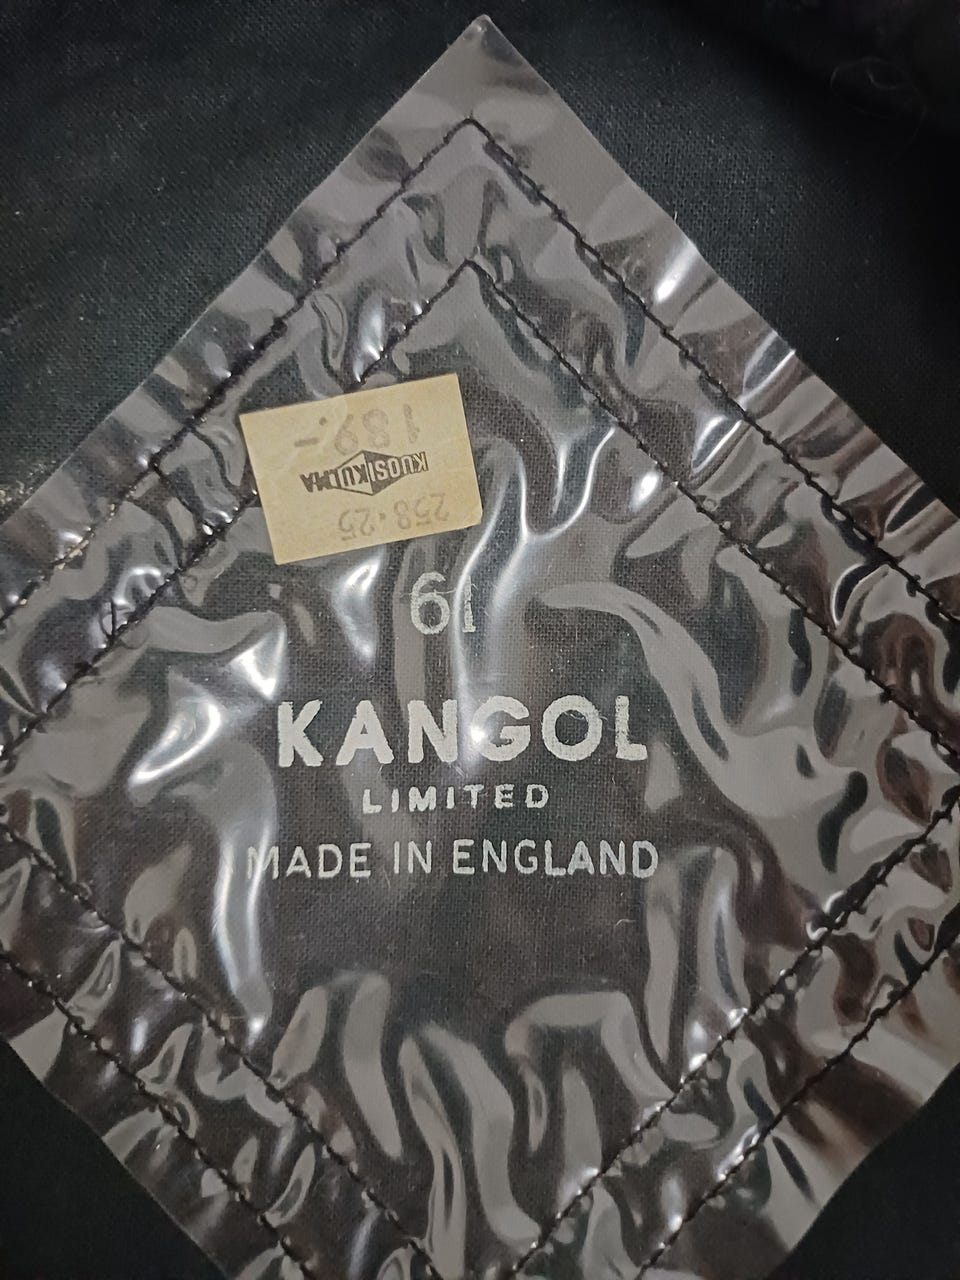 189.-
KUOSIKULMA
258.25
61
KANGOL
LIMITED
MADE IN ENGLAND